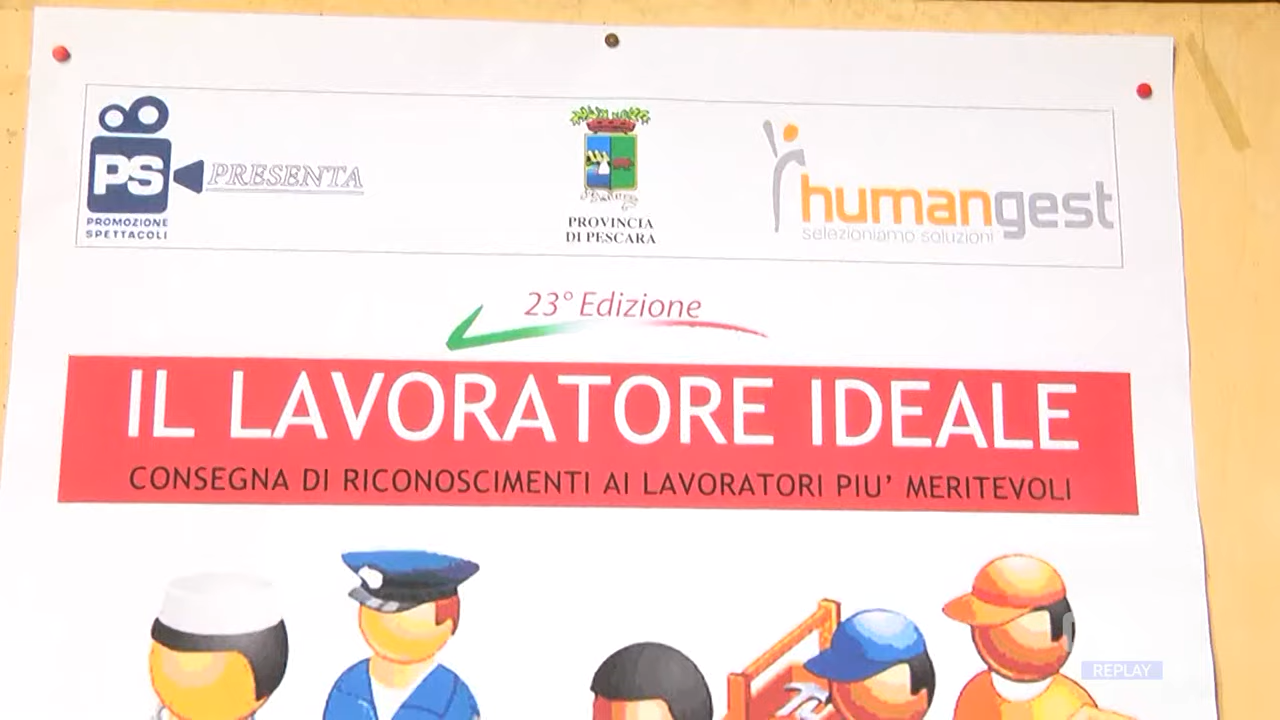 PS
PRESENTA
PROMOZIONE
SPETTACOLI
PROVINCIA
DI PESCARA
humangest
selezioniamo soluzioni
23° Edizione
IL LAVORATORE IDEALE
CONSEGNA DI RICONOSCIMENTI AI LAVORATORI PIU' MERITEVOLI
REPLAY